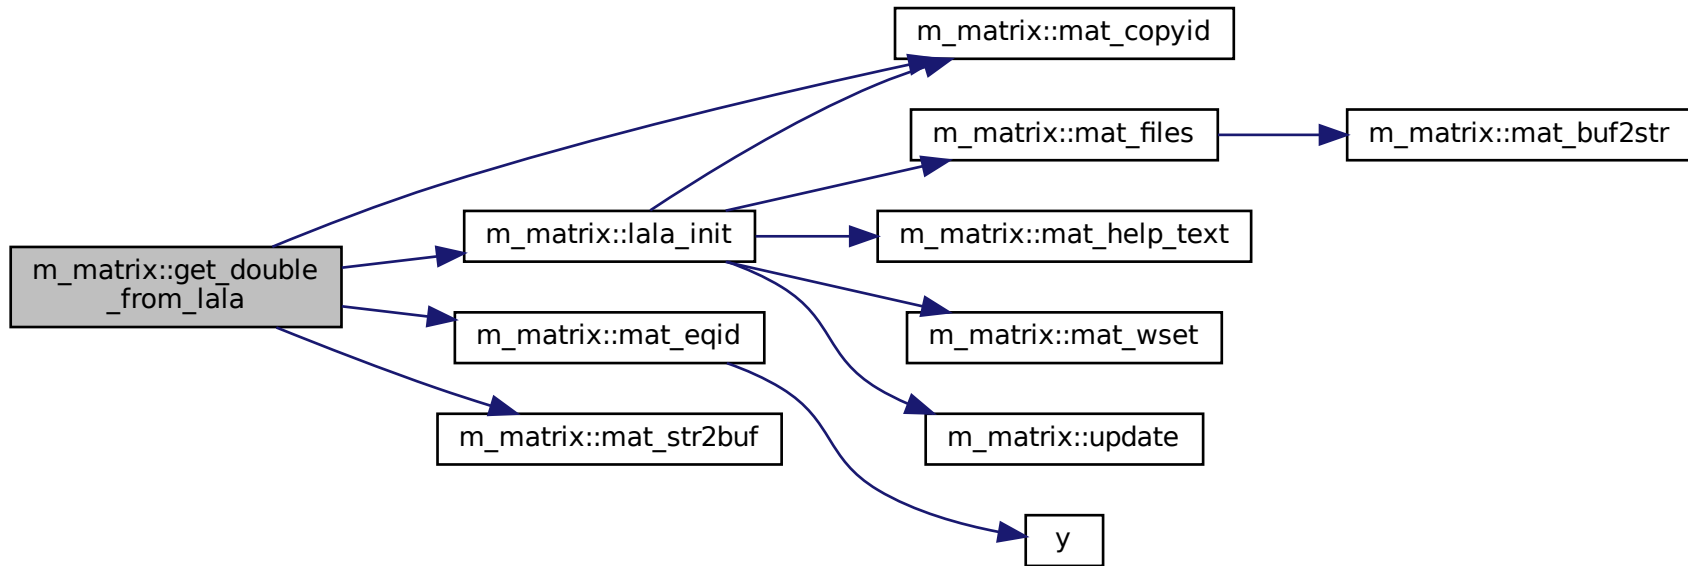 m_matrix::mat_copyid
m_matrix::mat_files
m_matrix::mat_buf2str
m_matrix::lala_init
m_matrix::mat_help_text
m_matrix::get_double
_from_lala
m_matrix::mat_eqid
m_matrix::mat_wset
m_matrix::mat_str2buf
m_matrix::update
y